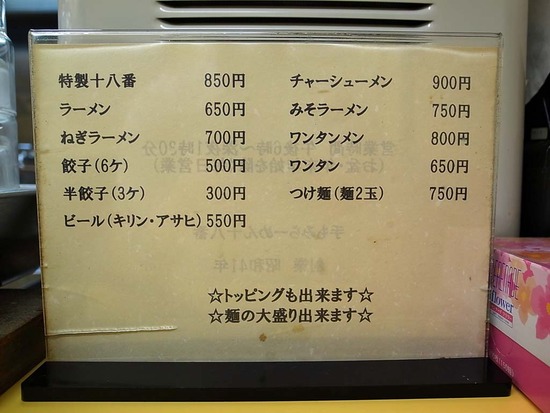 特製十八番 850円
ラーメン 650円
ねぎラーメン 700円
餃子(6ケ) 500円
半餃子(3ケ) 300円
ビール(キリン・アサヒ) 550円
チャーシューメン 900円
みそラーメン 750円
ワンタンメン 800円
ワンタン 650円
つけ麺(麺2玉) 750円
☆トッピングも出来ます☆
☆麺の大盛り出来ます☆
flower